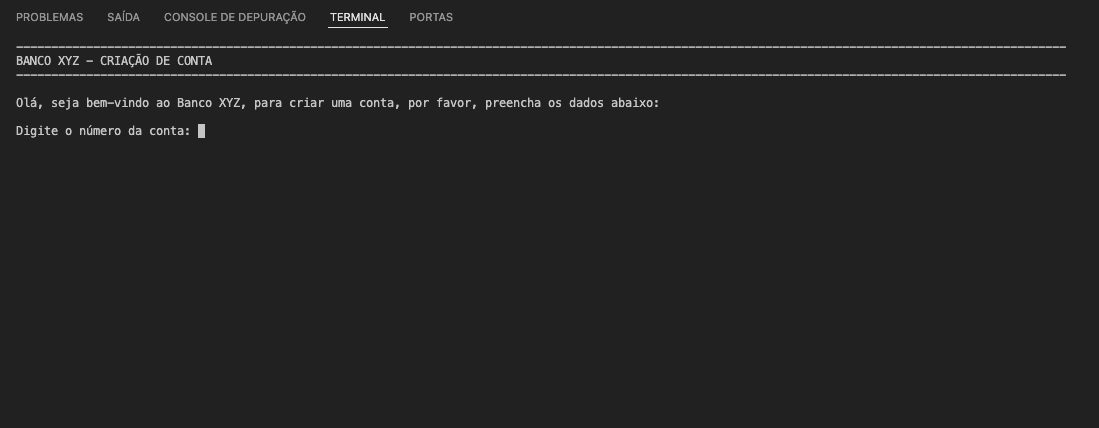 PROBLEMAS SAÍDA CONSOLE DE DEPURAÇÃO TERMINAL PORTAS
BANCO XYZ - CRIAÇÃO DE CONTA
Olá, seja bem-vindo ao Banco XYZ, para criar uma conta, por favor, preencha os dados abaixo:
Digite o número da conta: